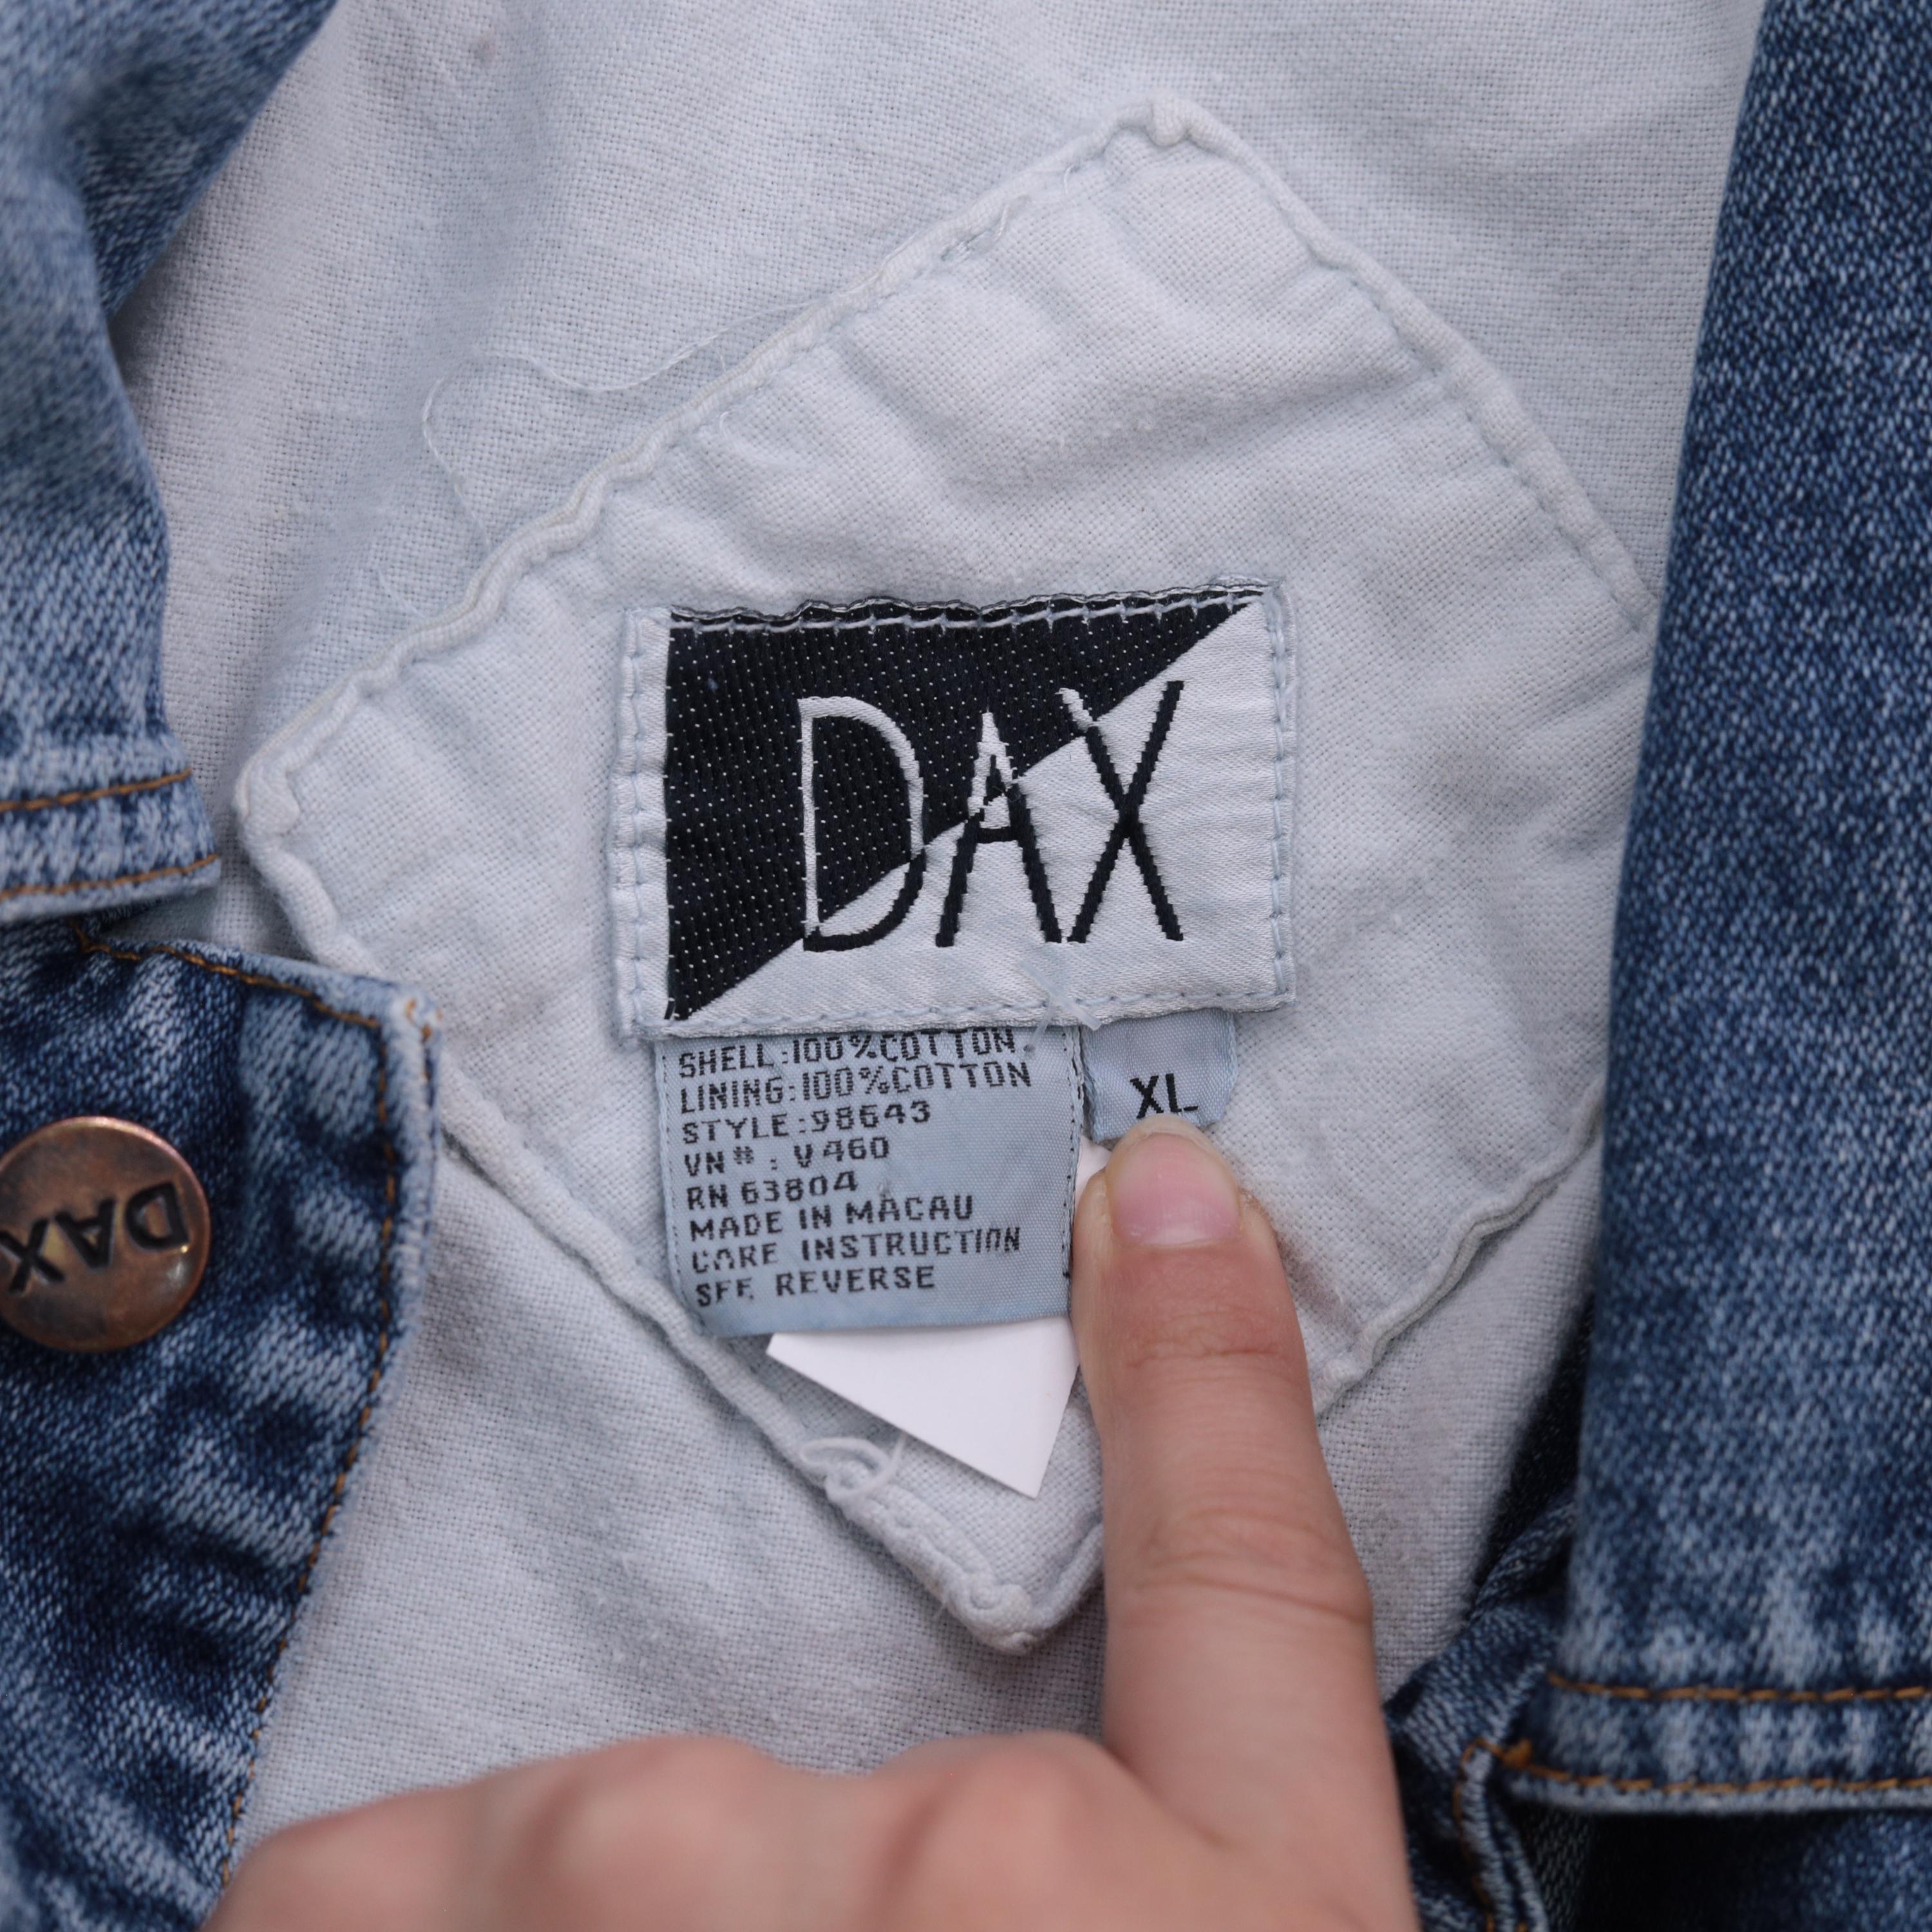 DAX
SHELL:100%COTTON.
LINING:100%COTTON
STYLE:98643
VN#.:V460
RN 63804
MADE IN MACAU
CARE INSTRUCTION
SEE REVERSE
XL
DAX